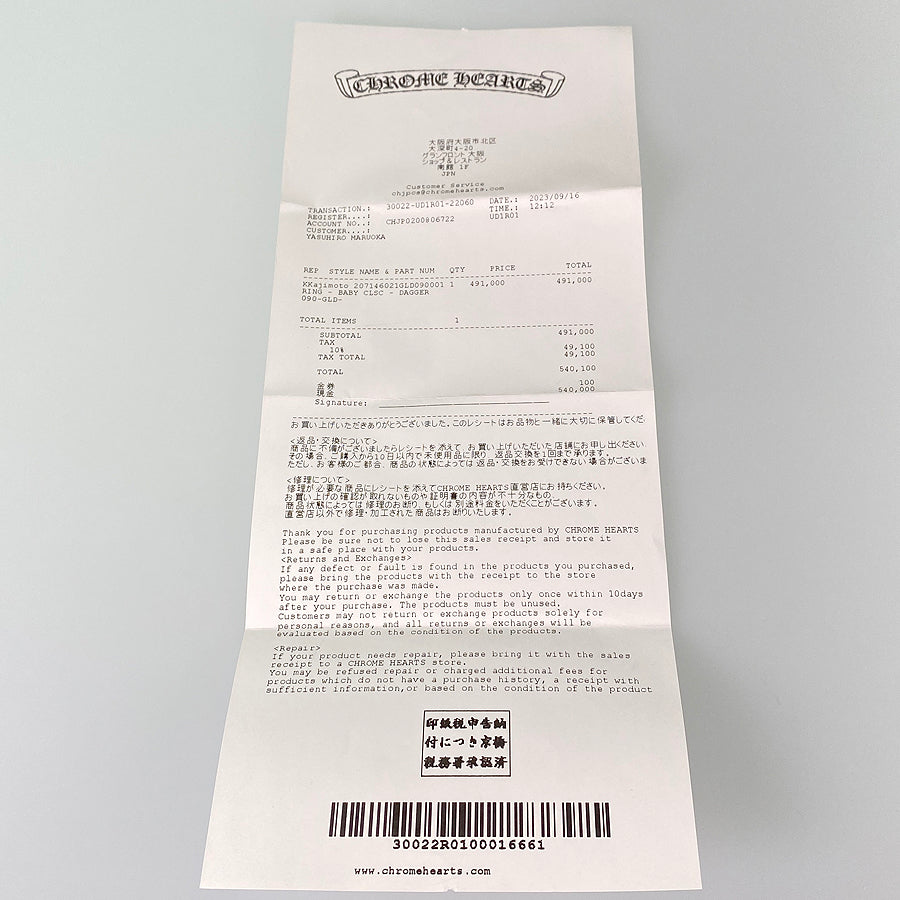 CHROME HEARTS
大阪府大阪市北区
大深町4-20
グランフロント大阪
ショップ&レストラン
南館 1F
JPN
Customer Service
chjpcs@chromehearts.com
TRANSACTION.: 30022-UD1R01-22060 DATE.: 2023/09/16
REGISTER....: TIME.: 12:12
ACCOUNT NO..: CHJP0200806722 UD1R01
CUSTOMER....:
YASUHIRO MARUOKA
REP STYLE NAME & PART NUM QTY PRICE TOTAL
KKajimoto 207146021GLD090001 1 491,000 491,000
RING - BABY CLSC - DAGGER
090-GLD-
TOTAL ITEMS 1
SUBTOTAL 491,000
TAX
10% 49,100
TAX TOTAL 49,100
TOTAL 540,100
金券 100
現金 540,000
Signature:
お買い上げいただきありがとうございました。このレシートはお品物と一緒に大切に保管してくだ
<返品・交換について>
商品に不備がございましたらレシートを添えて、お買い上げいただいた店舗にお申し出ください
その場合、ご購入から10日以内で未使用品に限り、返品交換を1回まで承ります。
ただし、お客様のご都合、商品の状態によっては返品・交換をお受けできない場合がございま
<修理について>
修理が必要な商品にレシートを添えてCHROME HEARTS直営店にお持ちください。
お買い上げの確認が取れないものや証明書の内容が不十分なもの、
商品状態によっては修理のお断り、もしくは別途料金をいただくことがございます。
直営店以外で修理・加工された商品はお断りいたします。
Thank you for purchasing products manufactured by CHROME HEARTS
Please be sure not to lose this sales receipt and store it
in a safe place with your products.
<Returns and Exchanges>
If any defect or fault is found in the products you purchased,
please bring the products with the receipt to the store
where the purchase was made.
You may return or exchange the products only once within 10days
after your purchase. The products must be unused.
Customers may not return or exchange products solely for
personal reasons, and all returns or exchanges will be
evaluated based on the condition of the products.
<Repair>
If your product needs repair, please bring it with the sales
receipt to a CHROME HEARTS store.
You may be refused repair or charged additional fees for
products which do not have a purchase history, a receipt with
sufficient information,or based on the condition of the product
印紙税申告納
付につき京橋
税務署承認済
30022R0100016661
www.chromehearts.com